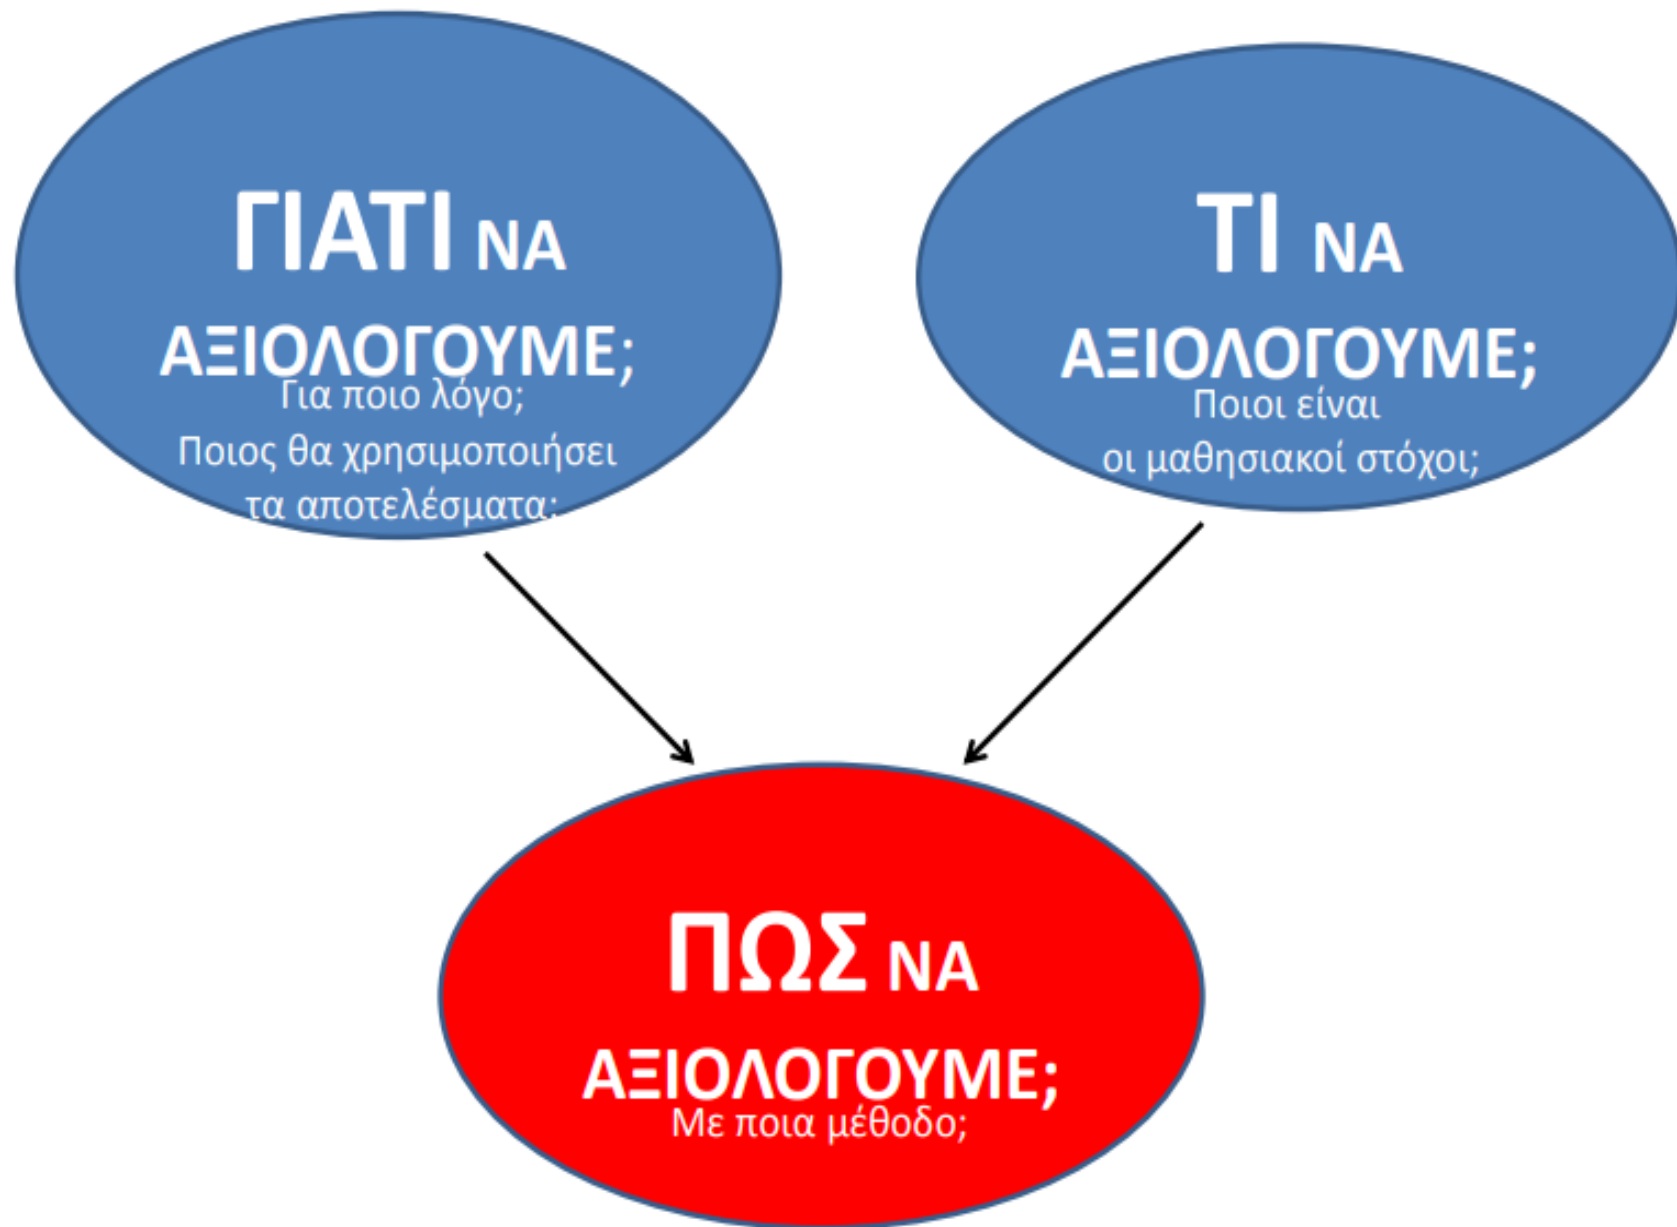 ΓΙΑΤΙ ΝΑ
ΑΞΙΟΛΟΓΟΥΜΕ;
Για ποιο λόγο;
Ποιος θα χρησιμοποιήσει
τα αποτελέσματα;
ΤΙ ΝΑ
ΑΞΙΟΛΟΓΟΥΜΕ;
Ποιοι είναι
οι μαθησιακοί στόχοι;
ΠΩΣ ΝΑ
ΑΞΙΟΛΟΓΟΥΜΕ;
Με ποια μέθοδο;